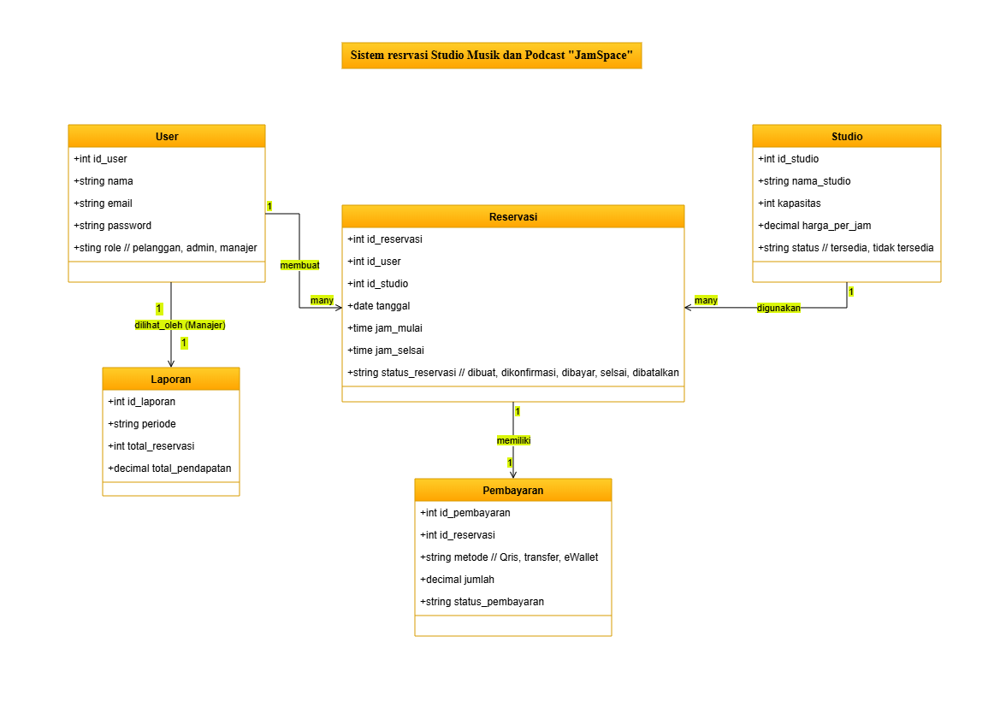 Sistem resrvasi Studio Musik dan Podcast "JamSpace"
User
+int id_user
+string nama
+string email
+string password
+sting role // pelanggan, admin, manajer
1
membuat
many
1
dilihat_oleh (Manajer)
1
Laporan
+int id_laporan
+string periode
+int total_reservasi
+decimal total_pendapatan
Reservasi
+int id_reservasi
+int id_user
+int id_studio
+date tanggal
+time jam_mulai
+time jam_selsai
+string status_reservasi // dibuat, dikonfirmasi, dibayar, selsai, dibatalkan
1
memiliki
1
Pembayaran
+int id_pembayaran
+int id_reservasi
+string metode // Qris, transfer, eWallet
+decimal jumlah
+string status_pembayaran
Studio
+int id_studio
+string nama_studio
+int kapasitas
+decimal harga_per_jam
+string status // tersedia, tidak tersedia
1
digunakan
many